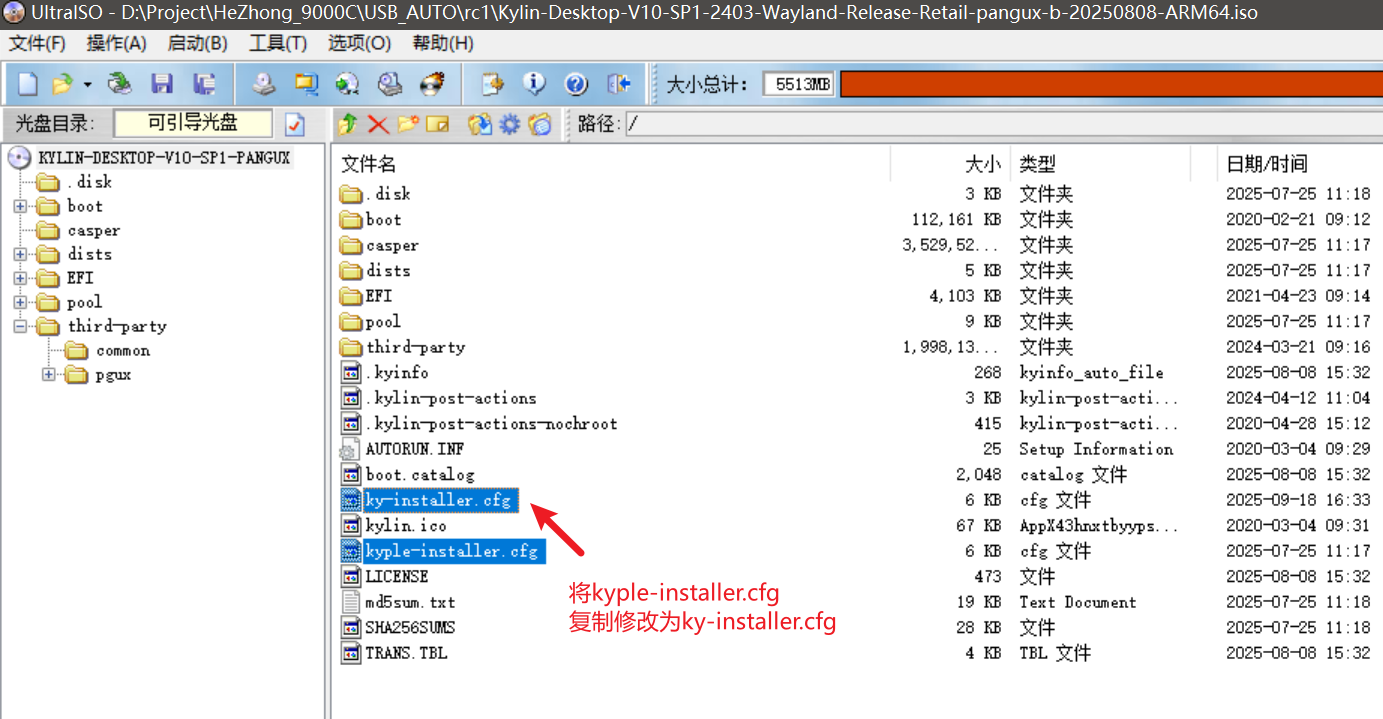 UltraISO - D:\Project\HeZhong_9000C\USB_AUTO\rc1\Kylin-Desktop-V10-SP1-2403-Wayland-Release-Retail-pangux-b-20250808-ARM64.iso
文件(F) 操作(A) 启动(B) 工具(T) 选项(O) 帮助(H)
大小总计: 5513MB
光盘目录: 可引导光盘 路径: /
KYLIN-DESKTOP-V10-SP1-PANGUX
.disk
boot
casper
dists
EFI
pool
third-party
common
pgux
文件名 大小 类型 日期/时间
.disk 3 KB 文件夹 2025-07-25 11:18
boot 112,161 KB 文件夹 2020-02-21 09:12
casper 3,529,52... 文件夹 2025-07-25 11:17
dists 5 KB 文件夹 2025-07-25 11:17
EFI 4,103 KB 文件夹 2021-04-23 09:14
pool 9 KB 文件夹 2025-07-25 11:17
third-party 1,998,13... 文件夹 2024-03-21 09:16
.kyinfo 268 kyinfo_auto_file 2025-08-08 15:32
.kylin-post-actions 3 KB kylin-post-acti... 2024-04-12 11:04
.kylin-post-actions-nochroot 415 kylin-post-acti... 2020-04-28 15:12
AUTORUN.INF 25 Setup Information 2020-03-04 09:29
boot.catalog 2,048 catalog 文件 2025-08-08 15:32
ky-installer.cfg 6 KB cfg 文件 2025-09-18 16:33
kylin.ico 67 KB AppX43hnxtbyyps... 2020-03-04 09:31
kyple-installer.cfg 6 KB cfg 文件 2025-07-25 11:17
LICENSE 473 文件 2025-08-08 15:32
md5sum.txt 19 KB Text Document 2025-07-25 11:18
SHA256SUMS 28 KB 文件 2025-07-25 11:18
TRANS.TBL 4 KB TBL 文件 2025-08-08 15:32
将kyple-installer.cfg
复制修改为ky-installer.cfg